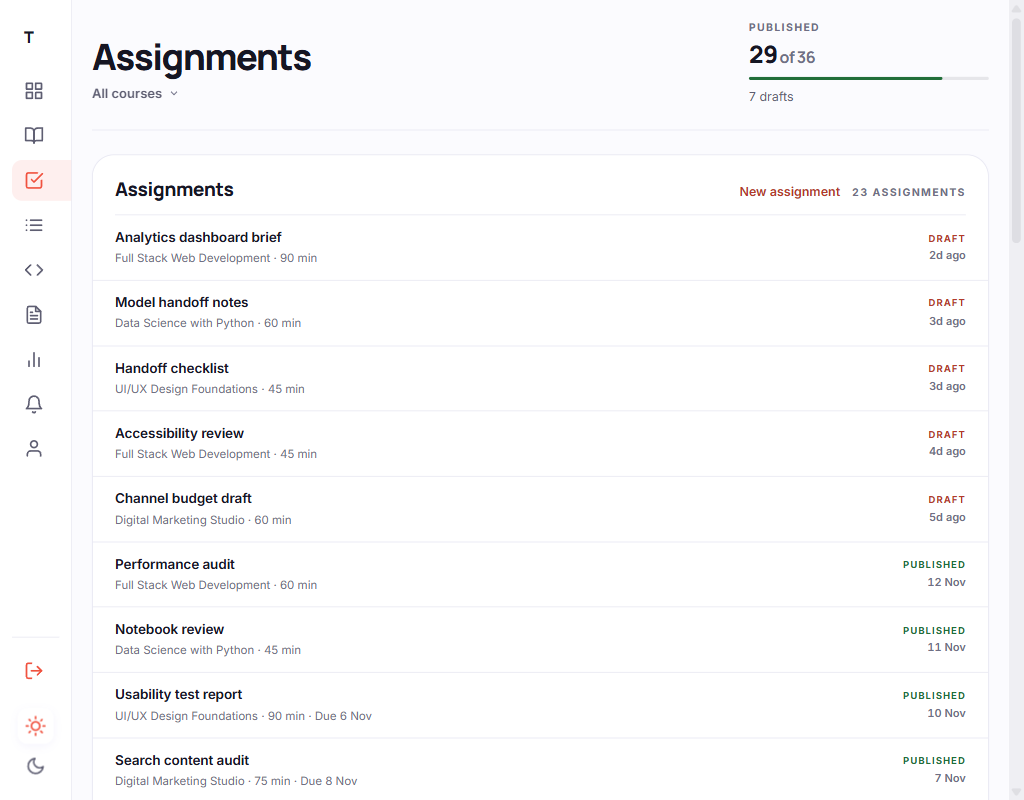 T
Assignments
All courses
PUBLISHED
29 of 36
7 drafts
Assignments
New assignment 23 ASSIGNMENTS
Analytics dashboard brief
DRAFT
Full Stack Web Development · 90 min
2d ago
Model handoff notes
DRAFT
Data Science with Python · 60 min
3d ago
Handoff checklist
DRAFT
UI/UX Design Foundations · 45 min
3d ago
Accessibility review
DRAFT
Full Stack Web Development · 45 min
4d ago
Channel budget draft
DRAFT
Digital Marketing Studio · 60 min
5d ago
Performance audit
PUBLISHED
Full Stack Web Development · 60 min
12 Nov
Notebook review
PUBLISHED
Data Science with Python · 45 min
11 Nov
Usability test report
PUBLISHED
UI/UX Design Foundations · 90 min · Due 6 Nov
10 Nov
Search content audit
PUBLISHED
Digital Marketing Studio · 75 min · Due 8 Nov
7 Nov